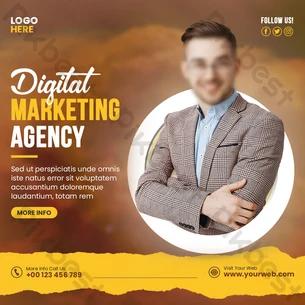 LOGO
HERE
FOLLOW US!
Digital
MARKETING
AGENCY
Sed ut perspiciatis unde omnis
iste natus error sit voluptatem
accusantium doloremque
laudantium, totam rem
MORE INFO
More Info Call Us
+00 123 456 789
Visit Your Web
www.yourweb.com